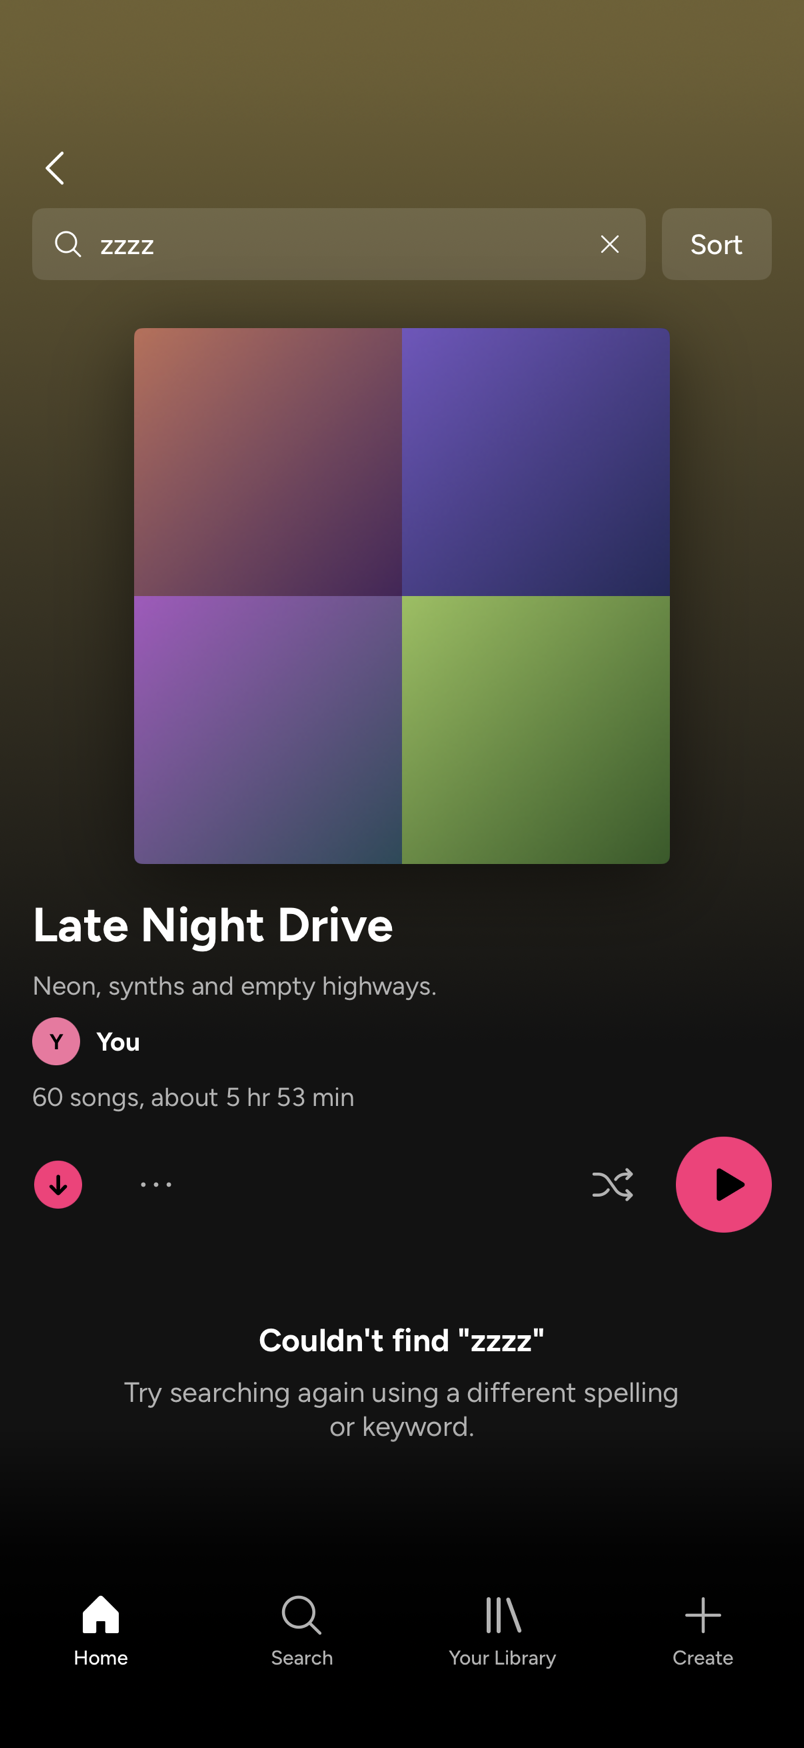 zzzz
Sort
Late Night Drive
Neon, synths and empty highways.
Y
You
60 songs, about 5 hr 53 min
Couldn't find "zzzz"
Try searching again using a different spelling
or keyword.
Home
Search
Your Library
Create